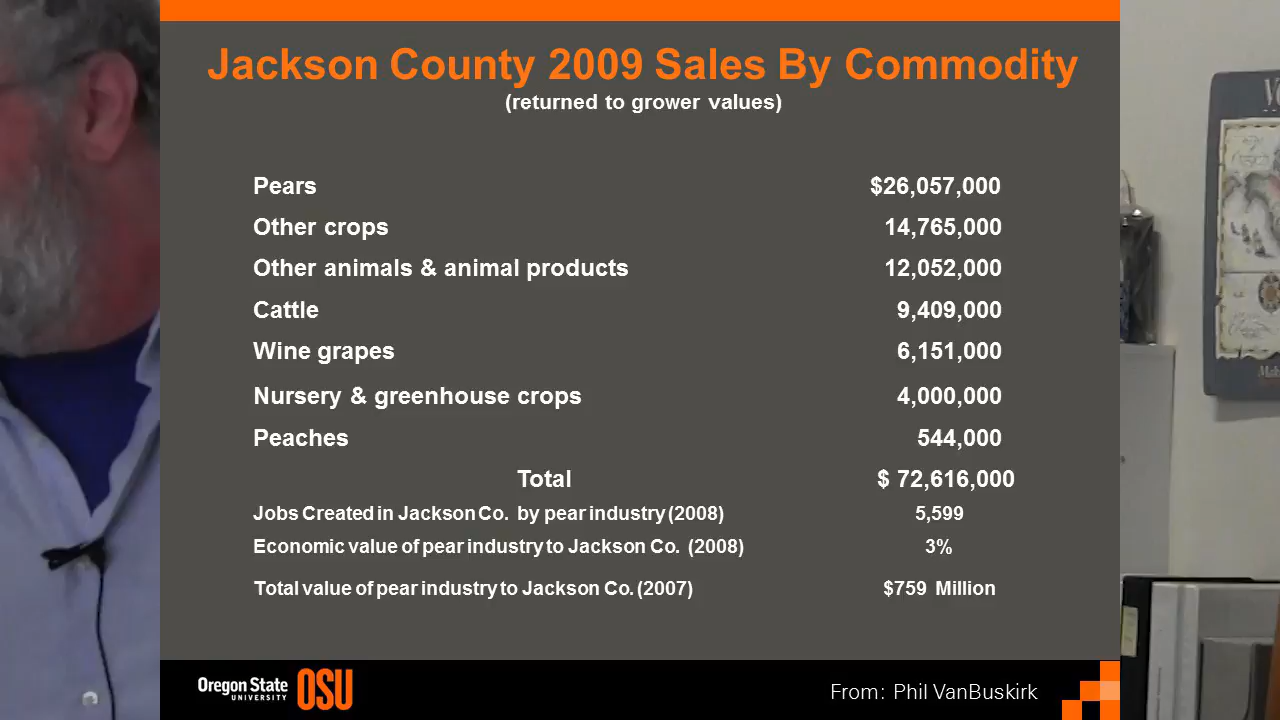 Jackson County 2009 Sales By Commodity
(returned to grower values)
Pears $26,057,000
Other crops 14,765,000
Other animals & animal products 12,052,000
Cattle 9,409,000
Wine grapes 6,151,000
Nursery & greenhouse crops 4,000,000
Peaches 544,000
Total $ 72,616,000
Jobs Created in Jackson Co. by pear industry (2008) 5,599
Economic value of pear industry to Jackson Co. (2008) 3%
Total value of pear industry to Jackson Co. (2007) $759 Million
Oregon State
UNIVERSITY
OSU
From: Phil VanBuskirk